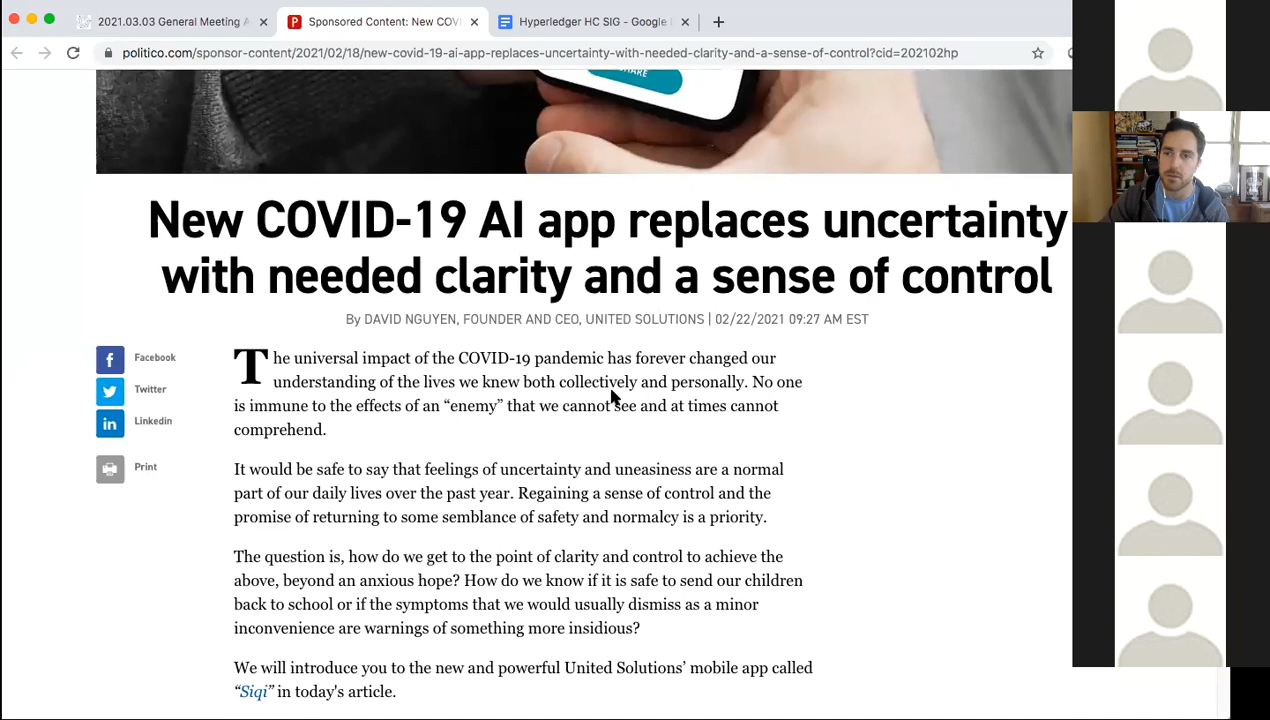 2021.03.03 General Meeting A
Sponsored Content: New COVI
Hyperledger HC SIG - Google
politico.com/sponsor-content/2021/02/18/new-covid-19-ai-app-replaces-uncertainty-with-needed-clarity-and-a-sense-of-control?cid=202102hp
SHARE
New COVID-19 AI app replaces uncertainty
with needed clarity and a sense of control
By DAVID NGUYEN, FOUNDER AND CEO, UNITED SOLUTIONS | 02/22/2021 09:27 AM EST
Facebook
Twitter
Linkedin
Print
The universal impact of the COVID-19 pandemic has forever changed our
understanding of the lives we knew both collectively and personally. No one
is immune to the effects of an “enemy” that we cannot see and at times cannot
comprehend.
It would be safe to say that feelings of uncertainty and uneasiness are a normal
part of our daily lives over the past year. Regaining a sense of control and the
promise of returning to some semblance of safety and normalcy is a priority.
The question is, how do we get to the point of clarity and control to achieve the
above, beyond an anxious hope? How do we know if it is safe to send our children
back to school or if the symptoms that we would usually dismiss as a minor
inconvenience are warnings of something more insidious?
We will introduce you to the new and powerful United Solutions’ mobile app called
“Siqi” in today's article.